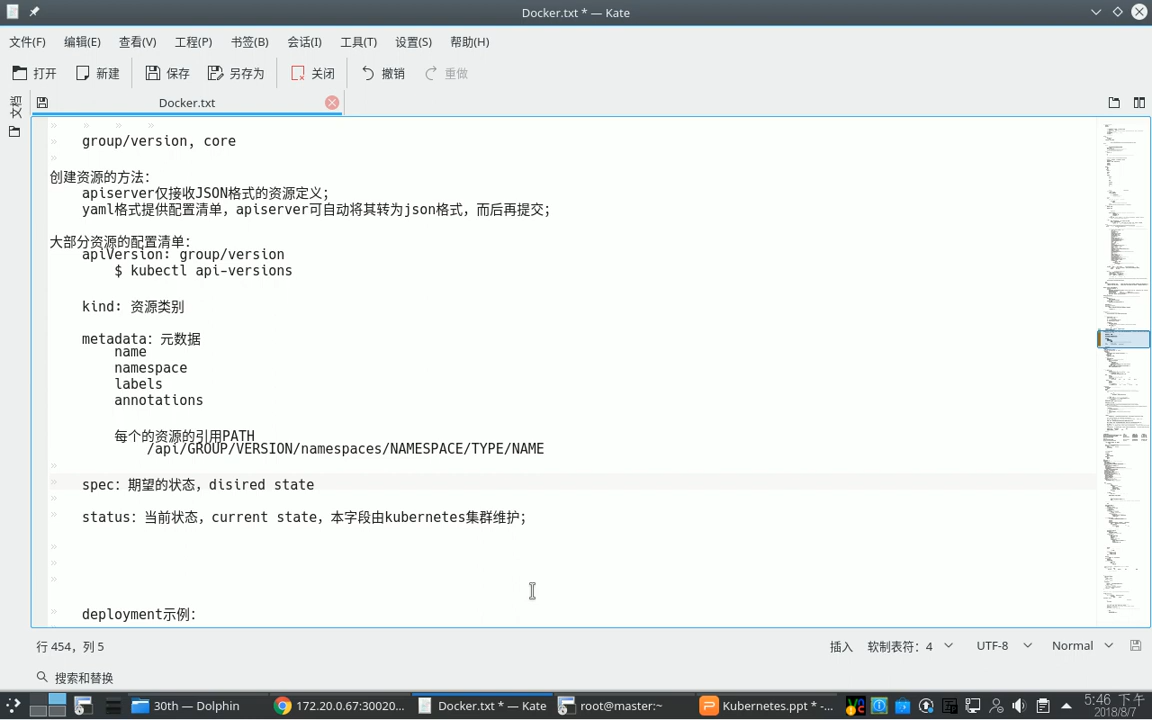 Docker.txt * — Kate
文件(F) 编辑(E) 查看(V) 工程(P) 书签(B) 会话(I) 工具(T) 设置(S) 帮助(H)
打开 新建 保存 另存为 关闭 撤销 重做
文档
Docker.txt
group/version, core
创建资源的方法：
apiserver仅接收JSON格式的资源定义；
yaml格式提供配置清单，apiserver可自动将其转为json格式，而后再提交；
大部分资源的配置清单：
apiVersion: group/version
$ kubectl api-versions
kind: 资源类别
metadata：元数据
name
namespace
labels
annotations
每个的资源的引用PATH
/api/GROUP/VERSION/namespaces/NAMESPACE/TYPE/NAME
spec：期望的状态，disired state
status：当前状态，current state，本字段由kubernetes集群维护；
deployment示例：
行 454，列 5 插入 软制表符：4 UTF-8 Normal
搜索和替换
30th — Dolphin 172.20.0.67:30020... Docker.txt * — Kate root@master:~ Kubernetes.ppt * -...
5:46 下午
2018/8/7